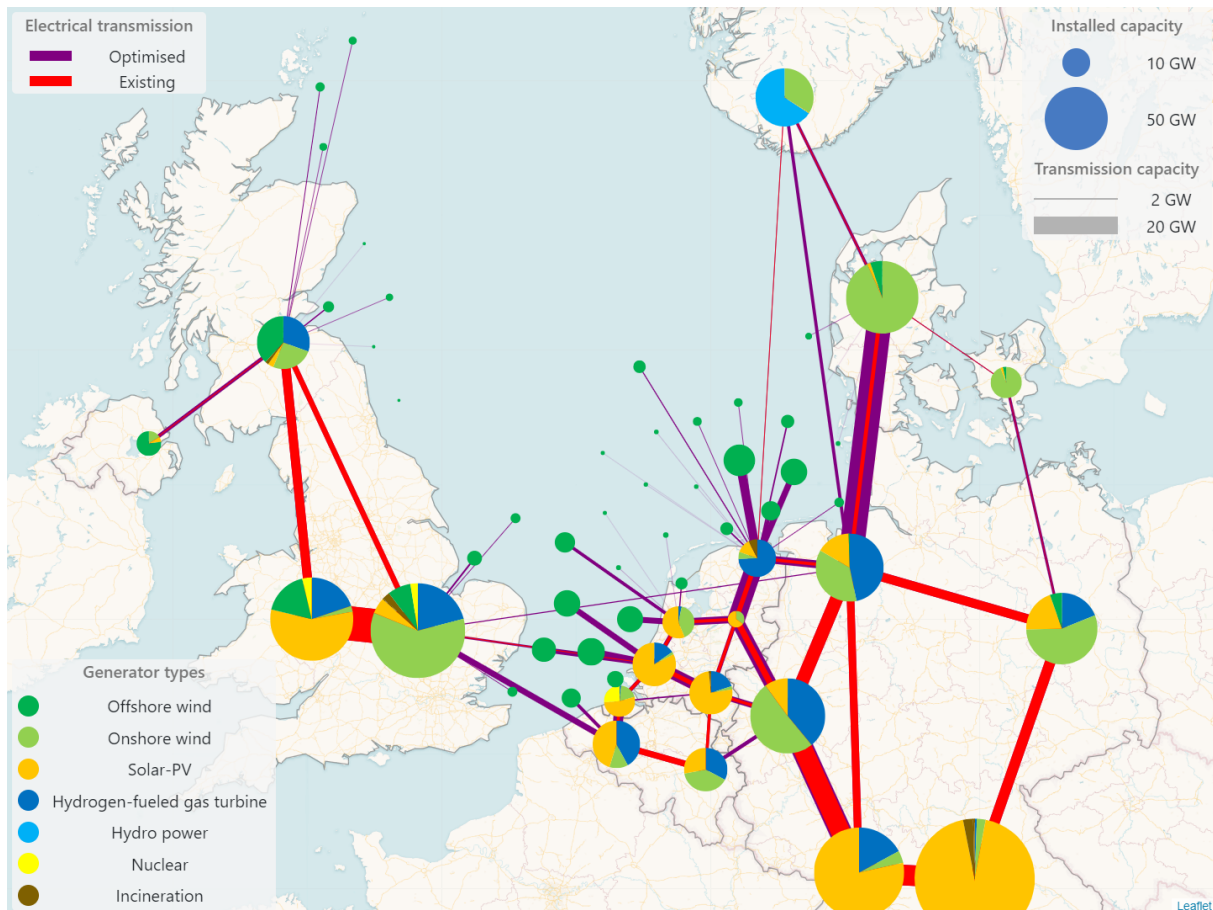 Electrical transmission
Optimised
Existing
Installed capacity
10 GW
50 GW
Transmission capacity
2 GW
20 GW
Generator types
Offshore wind
Onshore wind
Solar-PV
Hydrogen-fueled gas turbine
Hydro power
Nuclear
Incineration
Leaflet